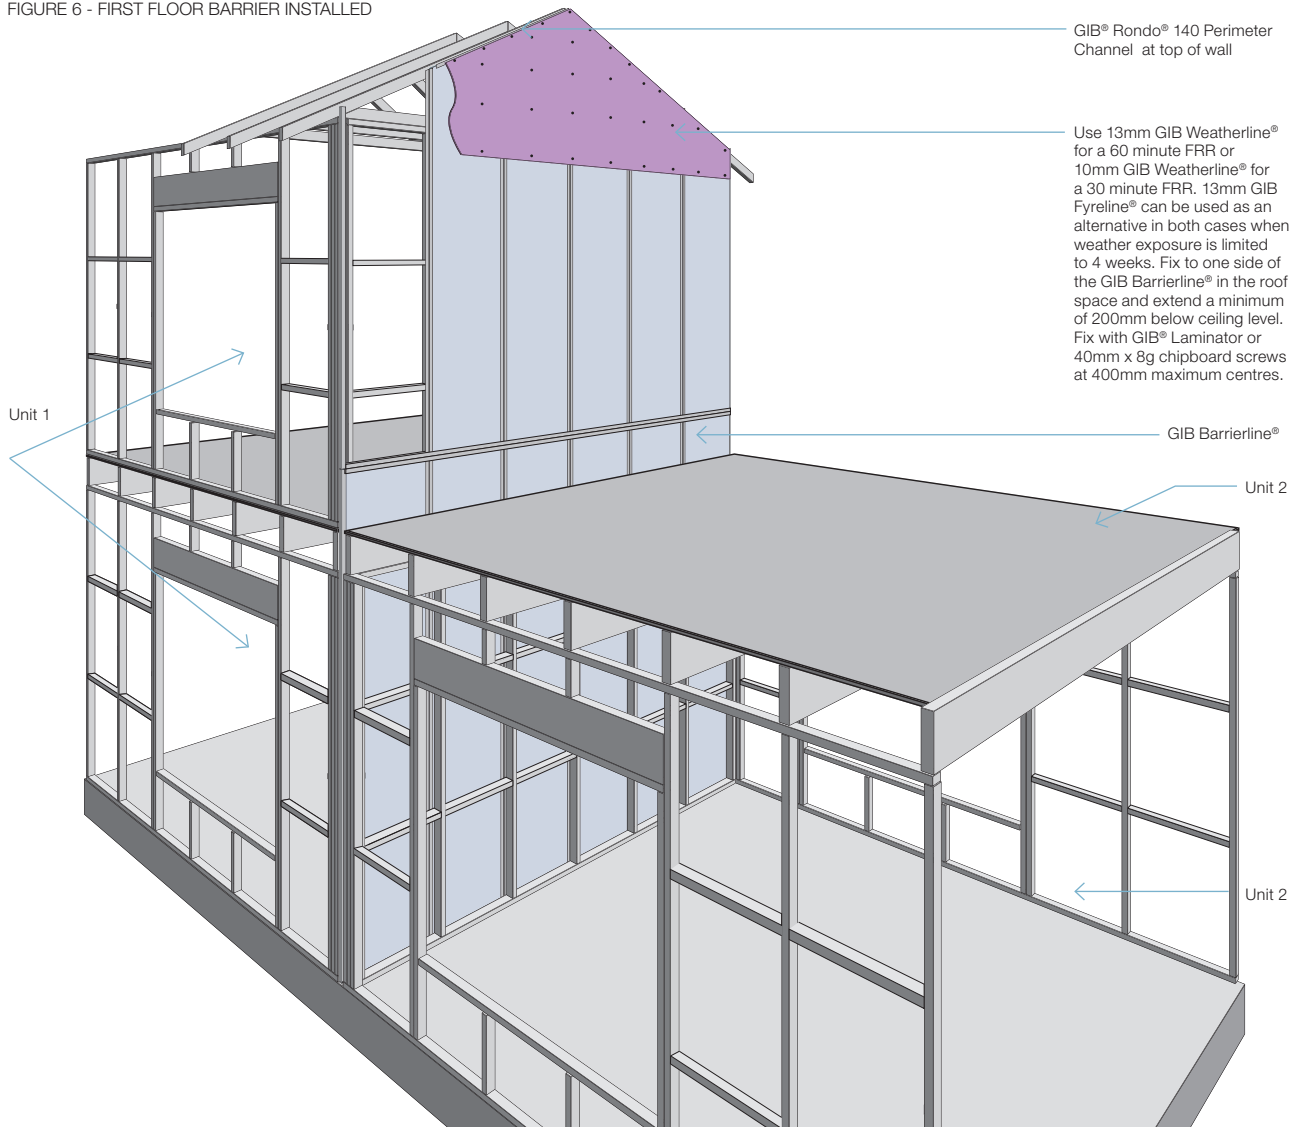 FIGURE 6 - FIRST FLOOR BARRIER INSTALLED
GIB® Rondo® 140 Perimeter
Channel at top of wall
Use 13mm GIB Weatherline®
for a 60 minute FRR or
10mm GIB Weatherline® for
a 30 minute FRR. 13mm GIB
Fyreline® can be used as an
alternative in both cases when
weather exposure is limited
to 4 weeks. Fix to one side of
the GIB Barrierline® in the roof
space and extend a minimum
of 200mm below ceiling level.
Fix with GIB® Laminator or
40mm x 8g chipboard screws
at 400mm maximum centres.
Unit 1
GIB Barrierline®
Unit 2
Unit 2